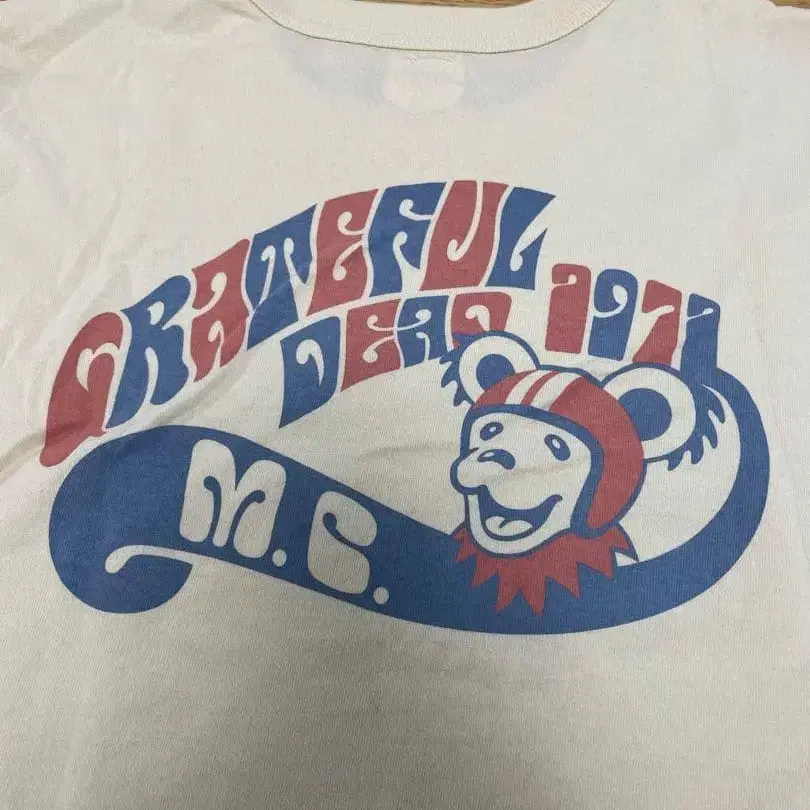 GRATEFUL
DEAD 1971
M.C.